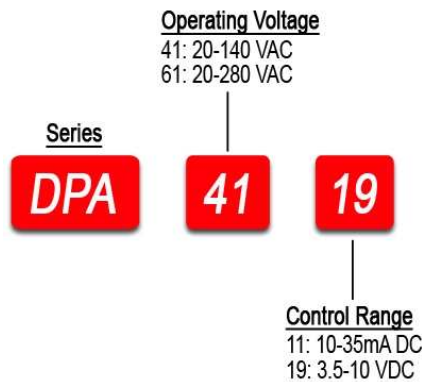 Operating Voltage
41: 20-140 VAC
61: 20-280 VAC
Series
DPA 41 19
Control Range
11: 10-35mA DC
19: 3.5-10 VDC